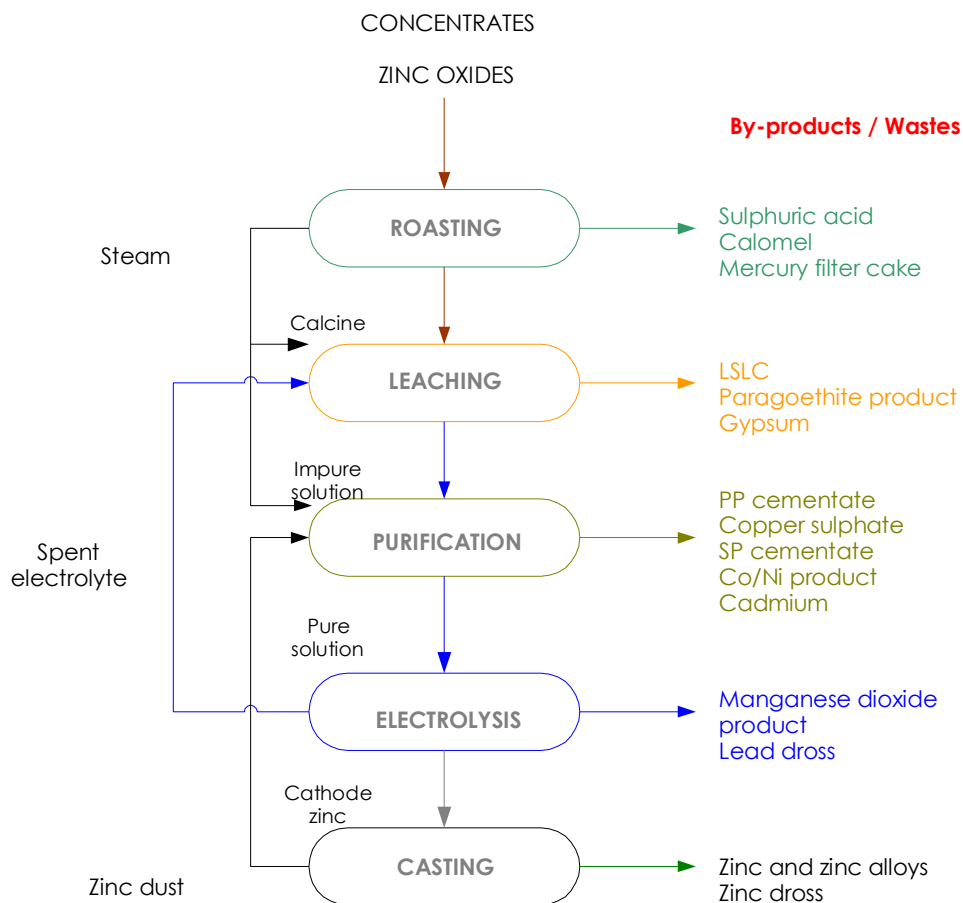 CONCENTRATES
ZINC OXIDES
By-products / Wastes
ROASTING
Sulphuric acid
Calomel
Mercury filter cake
Steam
Calcine
LEACHING
LSLC
Paragoethite product
Gypsum
Impure
solution
PURIFICATION
PP cementate
Copper sulphate
SP cementate
Co/Ni product
Cadmium
Spent
electrolyte
Pure
solution
ELECTROLYSIS
Manganese dioxide
product
Lead dross
Cathode
zinc
CASTING
Zinc and zinc alloys
Zinc dross
Zinc dust